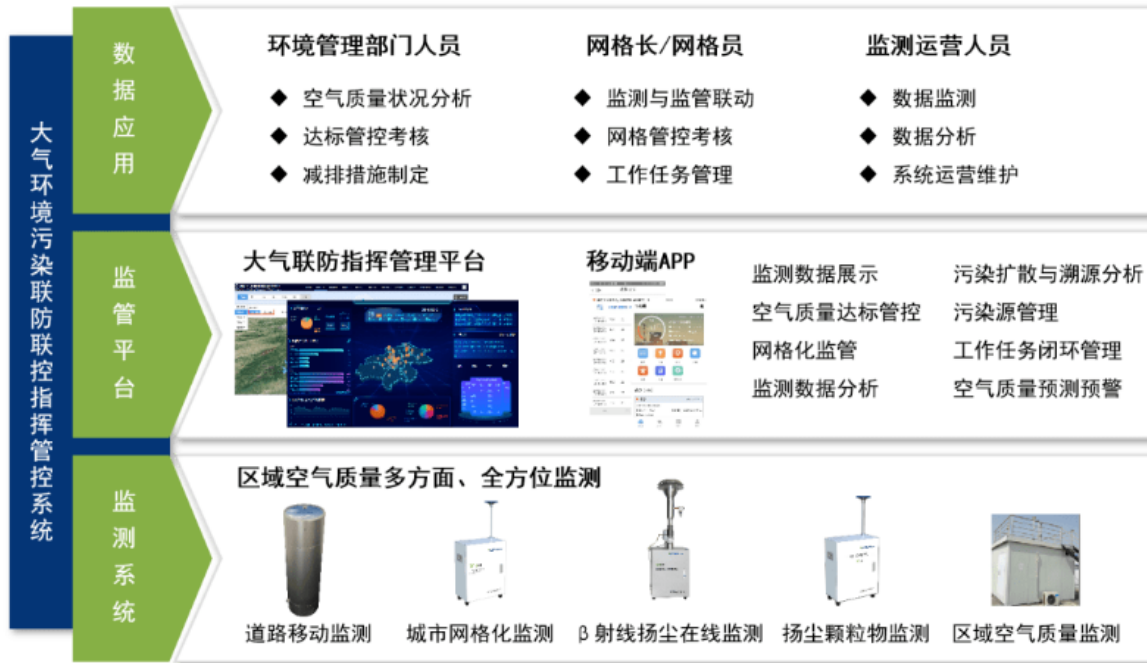 大气环境污染联防联控指挥管控系统
数据应用
环境管理部门人员
◆ 空气质量状况分析
◆ 达标管控考核
◆ 减排措施制定
网格长/网格员
◆ 监测与监管联动
◆ 网格管控考核
◆ 工作任务管理
监测运营人员
◆ 数据监测
◆ 数据分析
◆ 系统运营维护
监管平台
大气联防指挥管理平台
移动端APP
监测数据展示
空气质量达标管控
网格化监管
监测数据分析
污染扩散与溯源分析
污染源管理
工作任务闭环管理
空气质量预测预警
监测系统
区域空气质量多方面、全方位监测
道路移动监测
城市网格化监测
β射线扬尘在线监测
扬尘颗粒物监测
区域空气质量监测